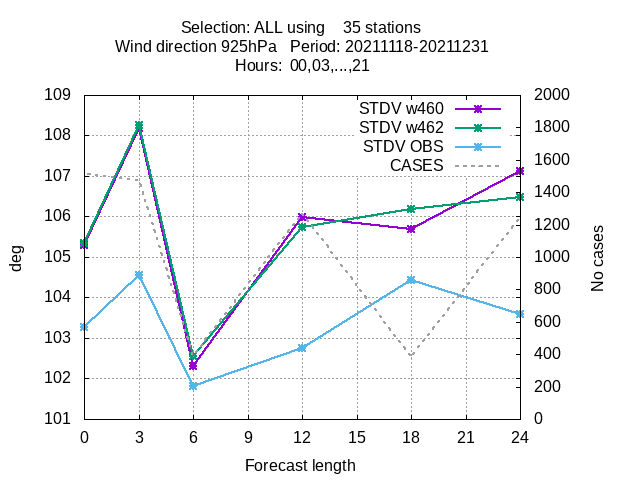 Selection: ALL using    35 stations
Wind direction 925hPa   Period: 20211118-20211231
Hours: 00,03,...,21
109
108
107
106
105
104
103
102
101
2000
1800
1600
1400
1200
1000
800
600
400
200
0
STDV w460
STDV w462
STDV OBS
CASES
deg
No cases
0 3 6 9 12 15 18 21 24
Forecast length